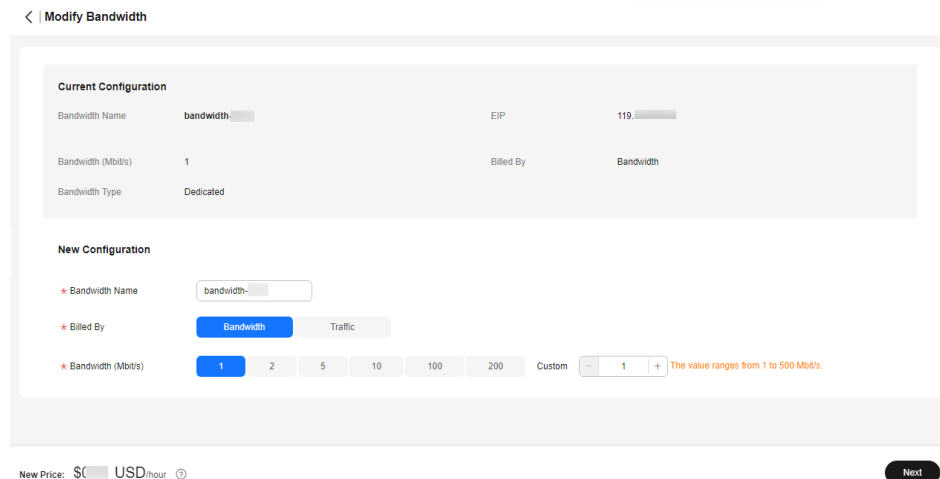 Modify Bandwidth
Current Configuration
Bandwidth Name bandwidth- EIP 119.
Bandwidth (Mbit/s) 1 Billed By Bandwidth
Bandwidth Type Dedicated
New Configuration
* Bandwidth Name bandwidth-
* Billed By Bandwidth Traffic
* Bandwidth (Mbit/s) 1 2 5 10 100 200 Custom − 1 + The value ranges from 1 to 500 Mbit/s.
New Price: $ USD/hour ? Next